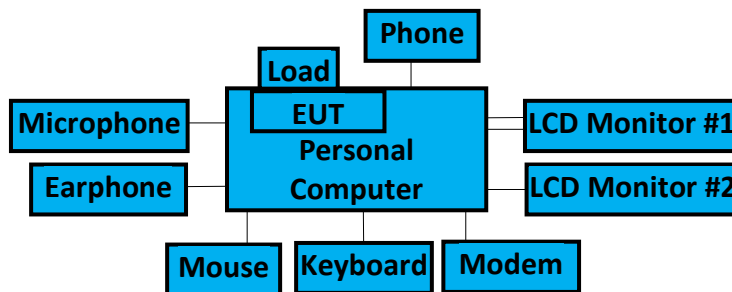 Phone
Load
EUT
Microphone
LCD Monitor #1
Personal
Computer
Earphone
LCD Monitor #2
Mouse
Keyboard
Modem